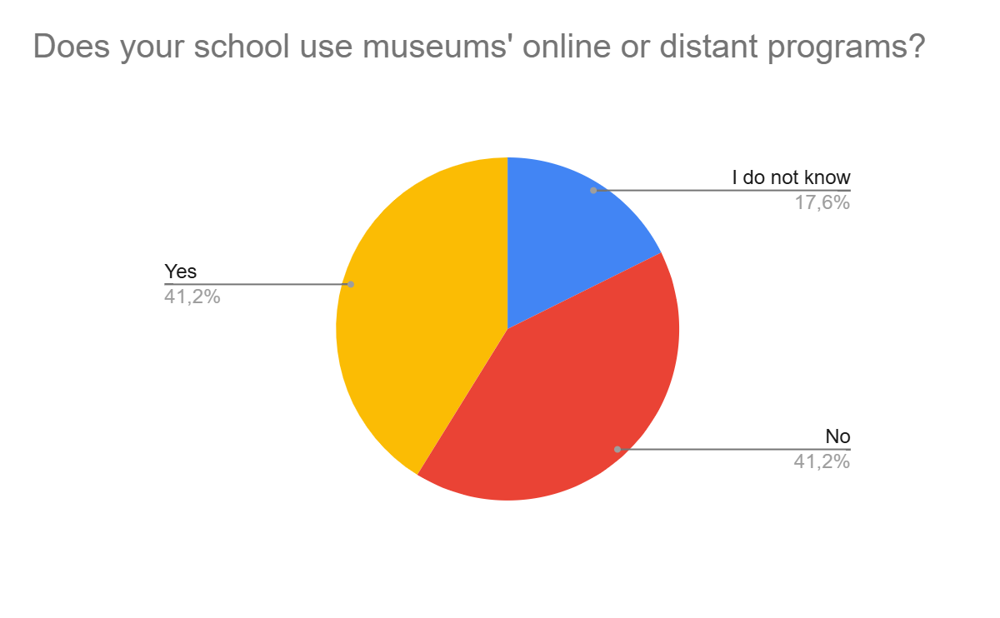 Does your school use museums' online or distant programs?
I do not know
17,6%
Yes
41,2%
No
41,2%